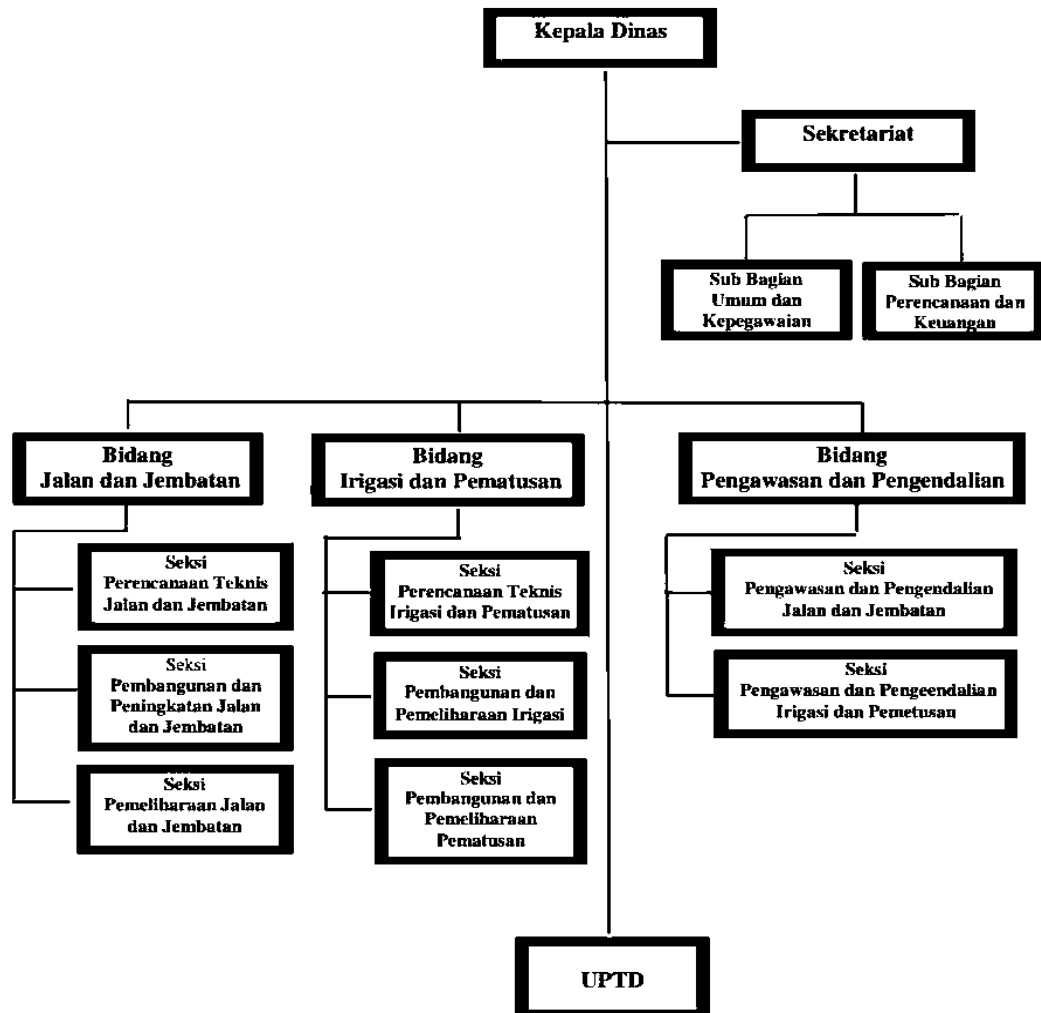 Kepala Dinas
Sekretariat
Sub Bagian
Umum dan
Kepegawaian
Sub Bagian
Perencanaan dan
Keuangan
Bidang
Jalan dan Jembatan
Bidang
Irigasi dan Pematusan
Bidang
Pengawasan dan Pengendalian
Seksi
Perencanaan Teknis
Jalan dan Jembatan
Seksi
Pembangunan dan
Peningkatan Jalan
dan Jembatan
Seksi
Pemeliharaan Jalan
dan Jembatan
Seksi
Perencanaan Teknis
Irigasi dan Pematusan
Seksi
Pembangunan dan
Pemeliharaan Irigasi
Seksi
Pembangunan dan
Pemeliharaan
Pematusan
Seksi
Pengawasan dan Pengendalian
Jalan dan Jembatan
Seksi
Pengawasan dan Pengeendalian
Irigasi dan Pemetusan
UPTD